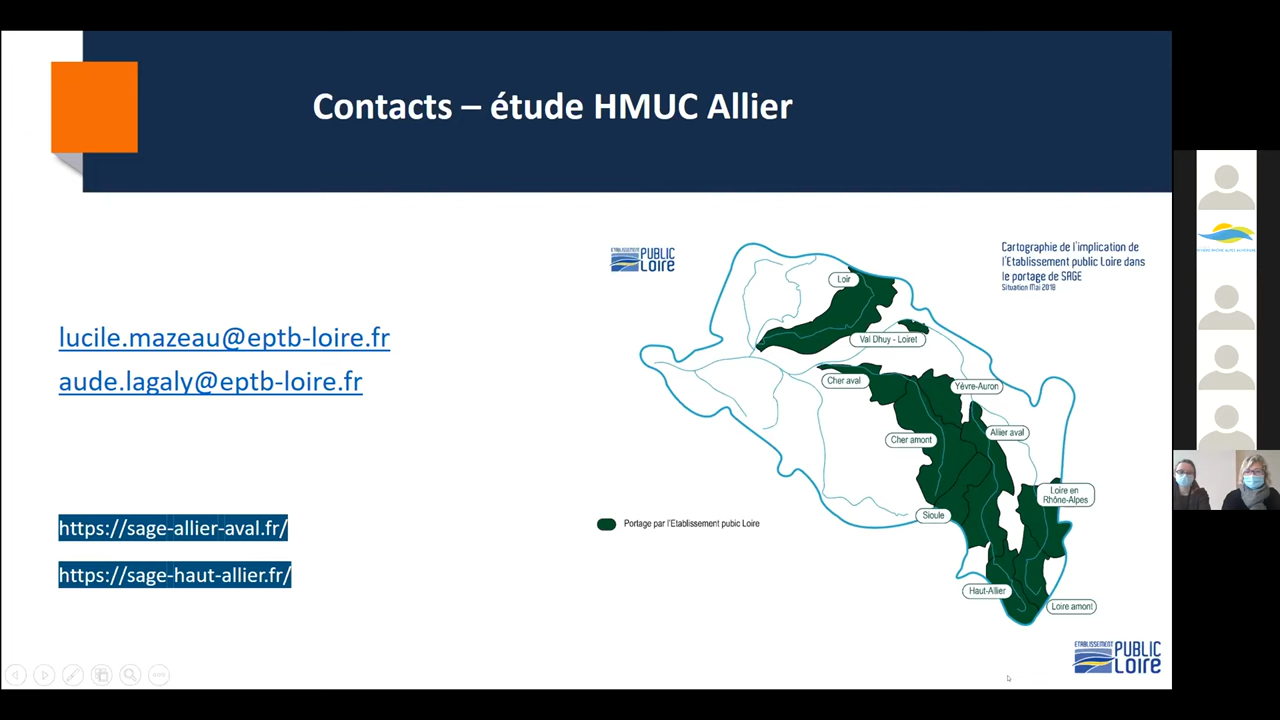 Contacts – étude HMUC Allier
lucile.mazeau@eptb-loire.fr
aude.lagaly@eptb-loire.fr
https://sage-allier-aval.fr/
https://sage-haut-allier.fr/
ETABLISSEMENT
PUBLIC
LOIRE
Cartographie de l'implication de
l'Etablissement public Loire dans
le portage de SAGE
Situation Mai 2018
Loir
Val Dhuy - Loiret
Cher aval
Yèvre-Auron
Allier aval
Cher amont
Loire en
Rhône-Alpes
Sioule
Portage par l'Etablissement pubic Loire
Haut-Allier
Loire amont
ETABLISSEMENT
PUBLIC
LOIRE